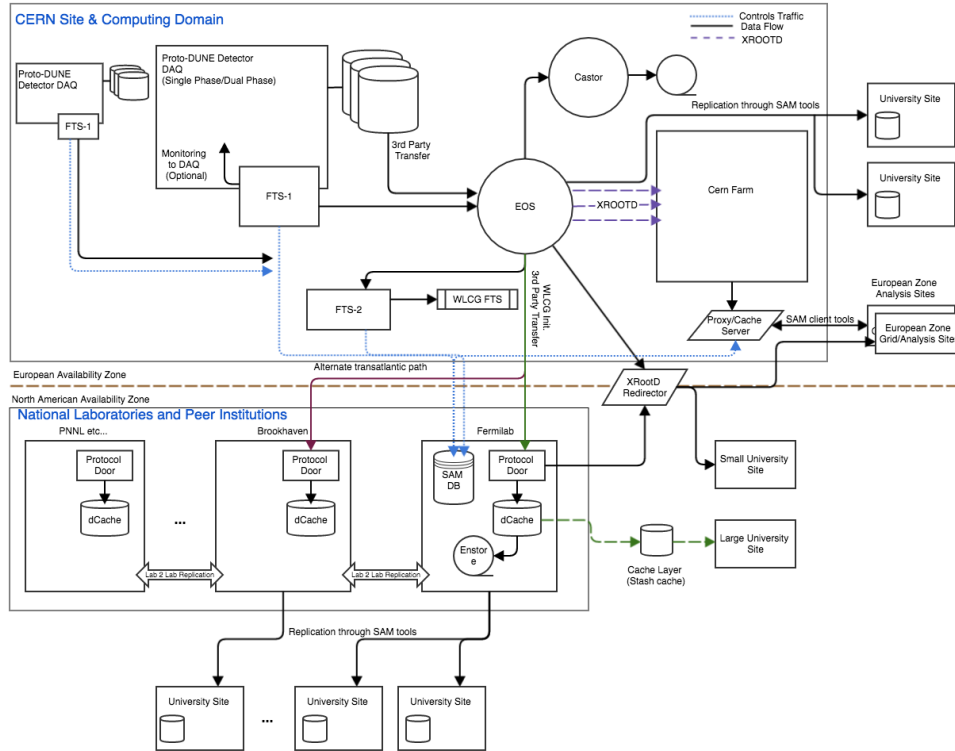 CERN Site & Computing Domain
Controls Traffic
Data Flow
XROOTD
Proto-DUNE
Detector DAQ
FTS-1
Proto-DUNE Detector
DAQ
(Single Phase/Dual Phase)
Monitoring
to DAQ
(Optional)
FTS-1
3rd Party
Transfer
Castor
EOS
XROOTD
Replication through SAM tools
Cern Farm
University Site
University Site
FTS-2
WLCG FTS
WLCG Init.
3rd Party Transfer
Proxy/Cache
Server
SAM client tools
European Zone
Analysis Sites
European Zone
Grid/Analysis Site
Alternate transatlantic path
European Availability Zone
XRootD
Redirector
North American Availability Zone
National Laboratories and Peer Institutions
PNNL etc...
Brookhaven
Fermilab
Protocol
Door
dCache
...
Protocol
Door
dCache
SAM
DB
Protocol
Door
dCache
Enstor
e
Lab 2 Lab Replication
Lab 2 Lab Replication
Small University
Site
Large University
Site
Cache Layer
(Stash cache)
Replication through SAM tools
University Site
...
University Site
University Site